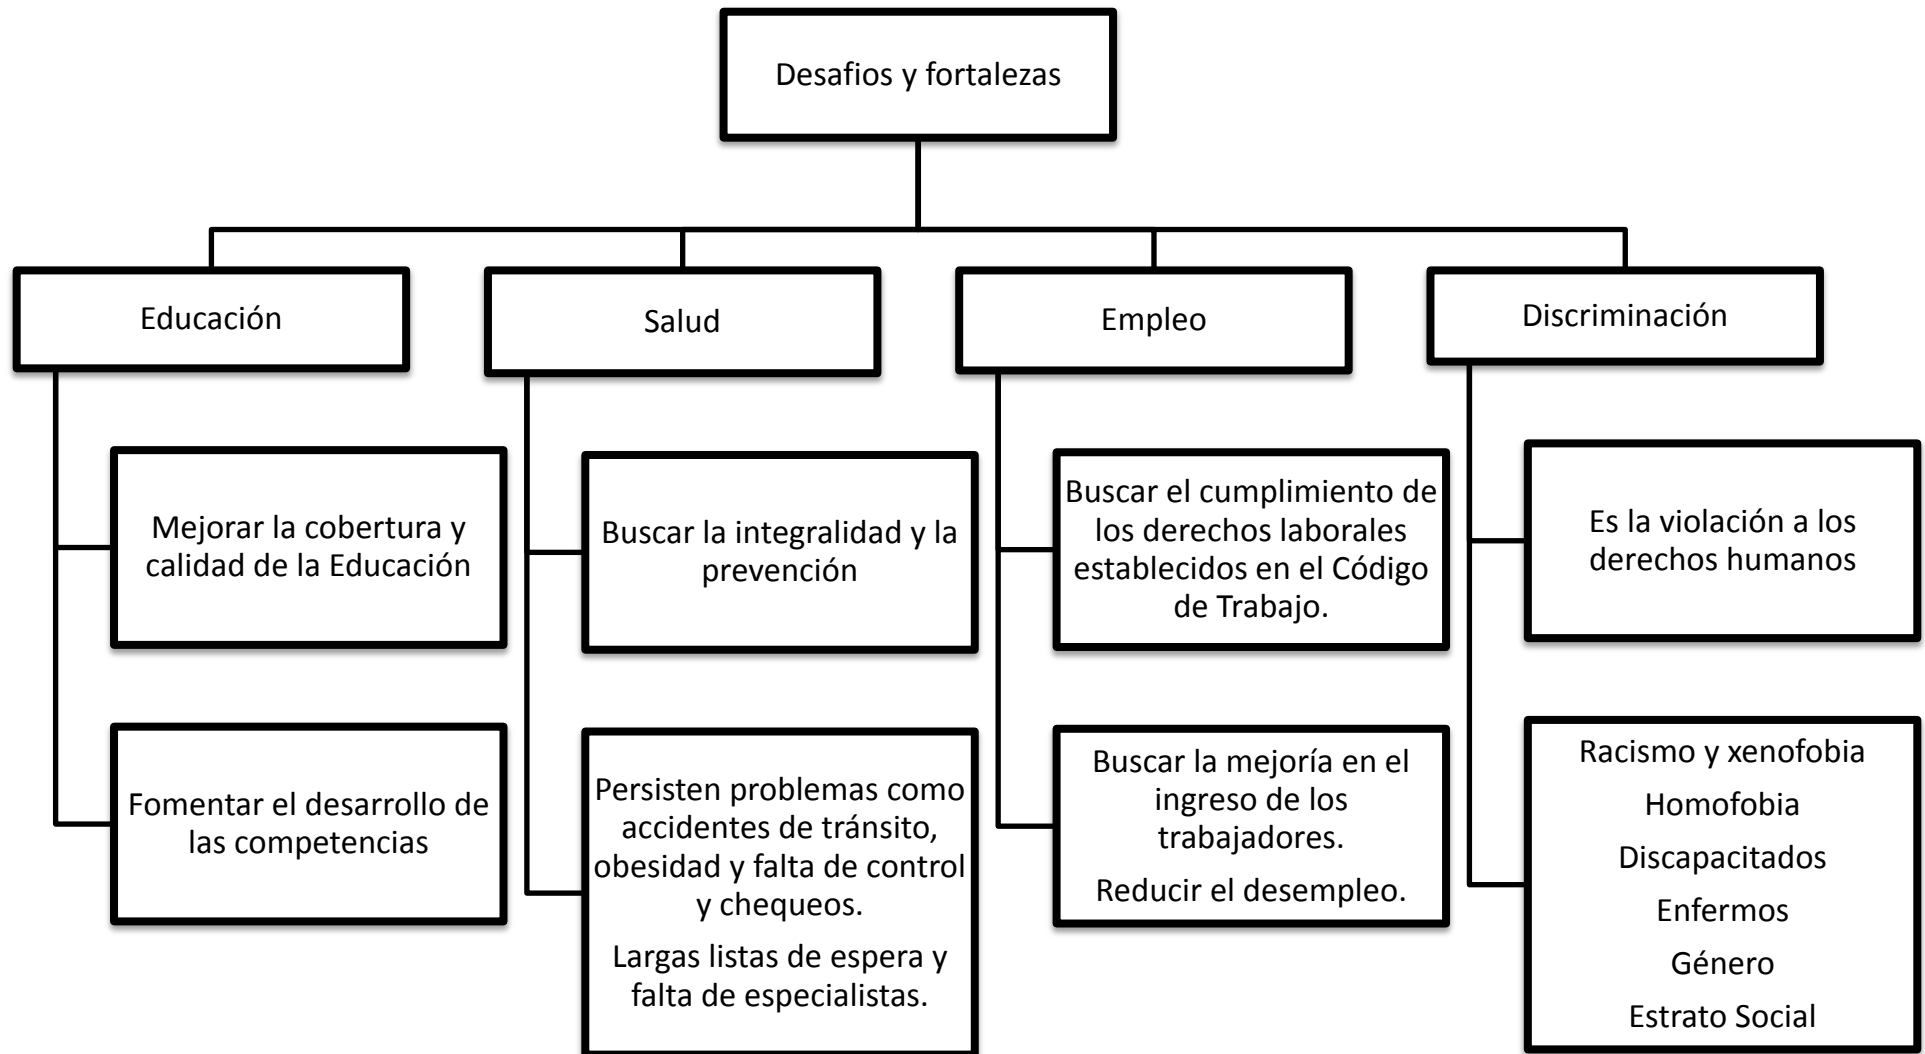 Desafios y fortalezas
Educación
Salud
Empleo
Discriminación
Mejorar la cobertura y
calidad de la Educación
Fomentar el desarrollo de
las competencias
Buscar la integralidad y la
prevención
Persisten problemas como
accidentes de tránsito,
obesidad y falta de control
y chequeos.
Largas listas de espera y
falta de especialistas.
Buscar el cumplimiento de
los derechos laborales
establecidos en el Código
de Trabajo.
Buscar la mejoría en el
ingreso de los
trabajadores.
Reducir el desempleo.
Es la violación a los
derechos humanos
Racismo y xenofobia
Homofobia
Discapacitados
Enfermos
Género
Estrato Social